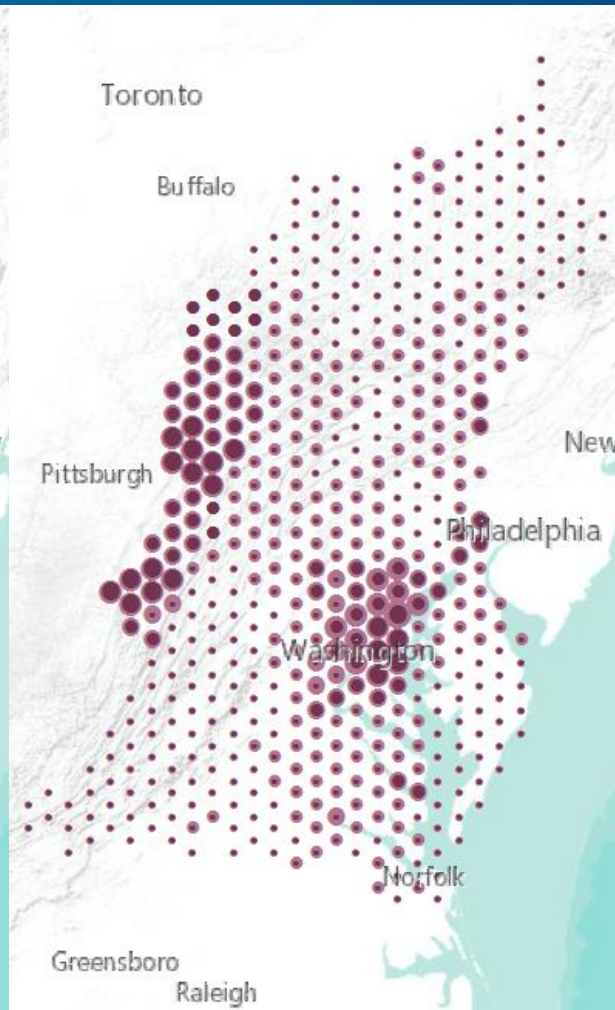 Toronto
Buffalo
New
Pittsburgh
Philadelphia
Washington
Norfolk
Greensboro
Raleigh